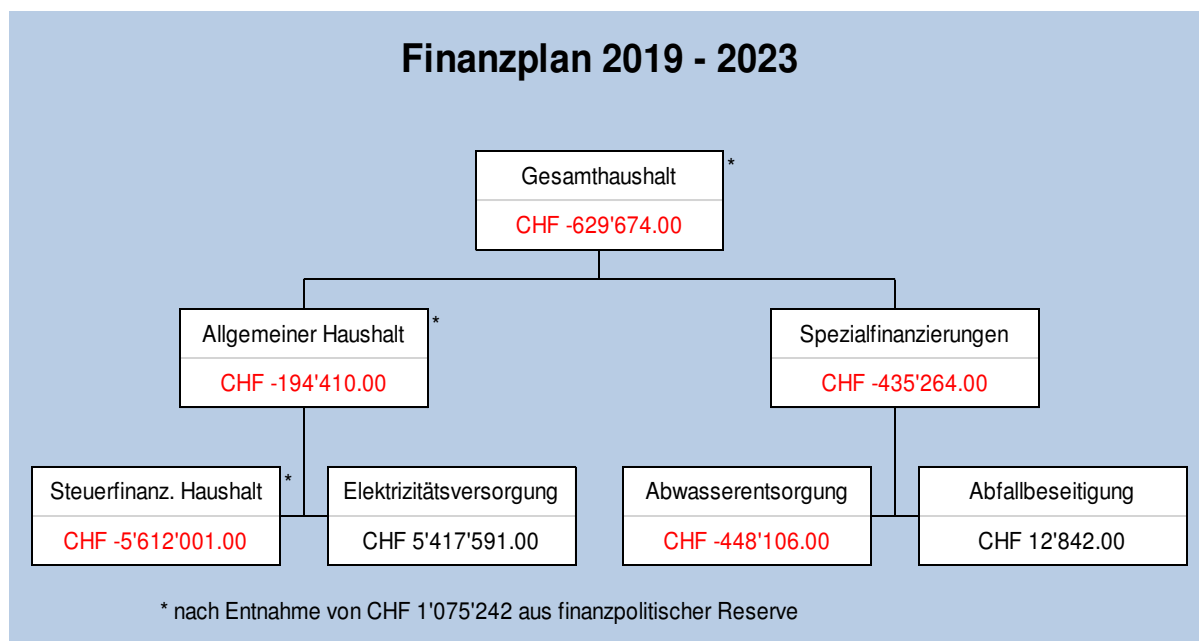 Finanzplan 2019 - 2023
Gesamthaushalt
*
CHF -629'674.00
Allgemeiner Haushalt
*
CHF -194'410.00
Spezialfinanzierungen
CHF -435'264.00
Steuerfinanz. Haushalt
*
CHF -5'612'001.00
Elektrizitätsversorgung
CHF 5'417'591.00
Abwasserentsorgung
CHF -448'106.00
Abfallbeseitigung
CHF 12'842.00
* nach Entnahme von CHF 1'075'242 aus finanzpolitischer Reserve